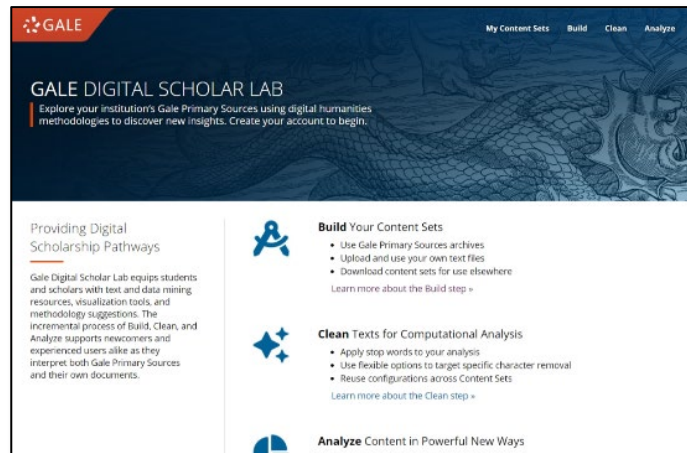 GALE
My Content Sets Build Clean Analyze
GALE DIGITAL SCHOLAR LAB
Explore your institution's Gale Primary Sources using digital humanities
methodologies to discover new insights. Create your account to begin.
Providing Digital
Scholarship Pathways
Gale Digital Scholar Lab equips students
and scholars with text and data mining
resources, visualization tools, and
methodology suggestions. The
incremental process of Build, Clean, and
Analyze supports newcomers and
experienced users alike as they
interpret both Gale Primary Sources
and their own documents.
Build Your Content Sets
• Use Gale Primary Sources archives
• Upload and use your own text files
• Download content sets for use elsewhere
Learn more about the Build step »
Clean Texts for Computational Analysis
• Apply stop words to your analysis
• Use flexible options to target specific character removal
• Reuse configurations across Content Sets
Learn more about the Clean step »
Analyze Content in Powerful New Ways